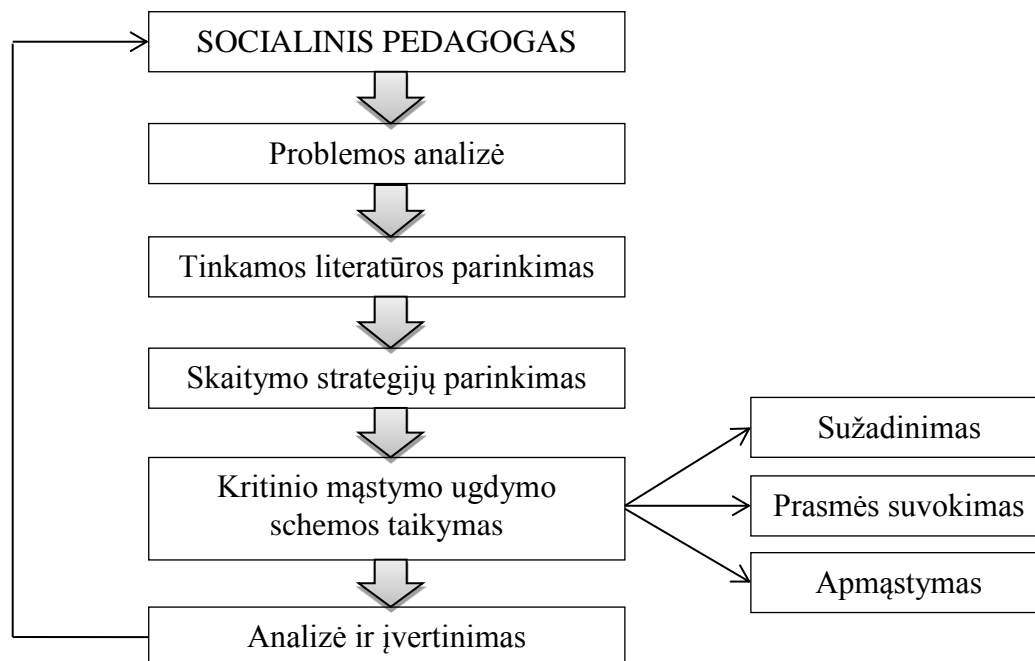 SOCIALINIS PEDAGOGAS
Problemos analizė
Tinkamos literatūros parinkimas
Skaitymo strategijų parinkimas
Kritinio mąstymo ugdymo
schemos taikymas
Sužadinimas
Prasmės suvokimas
Apmąstymas
Analizė ir įvertinimas